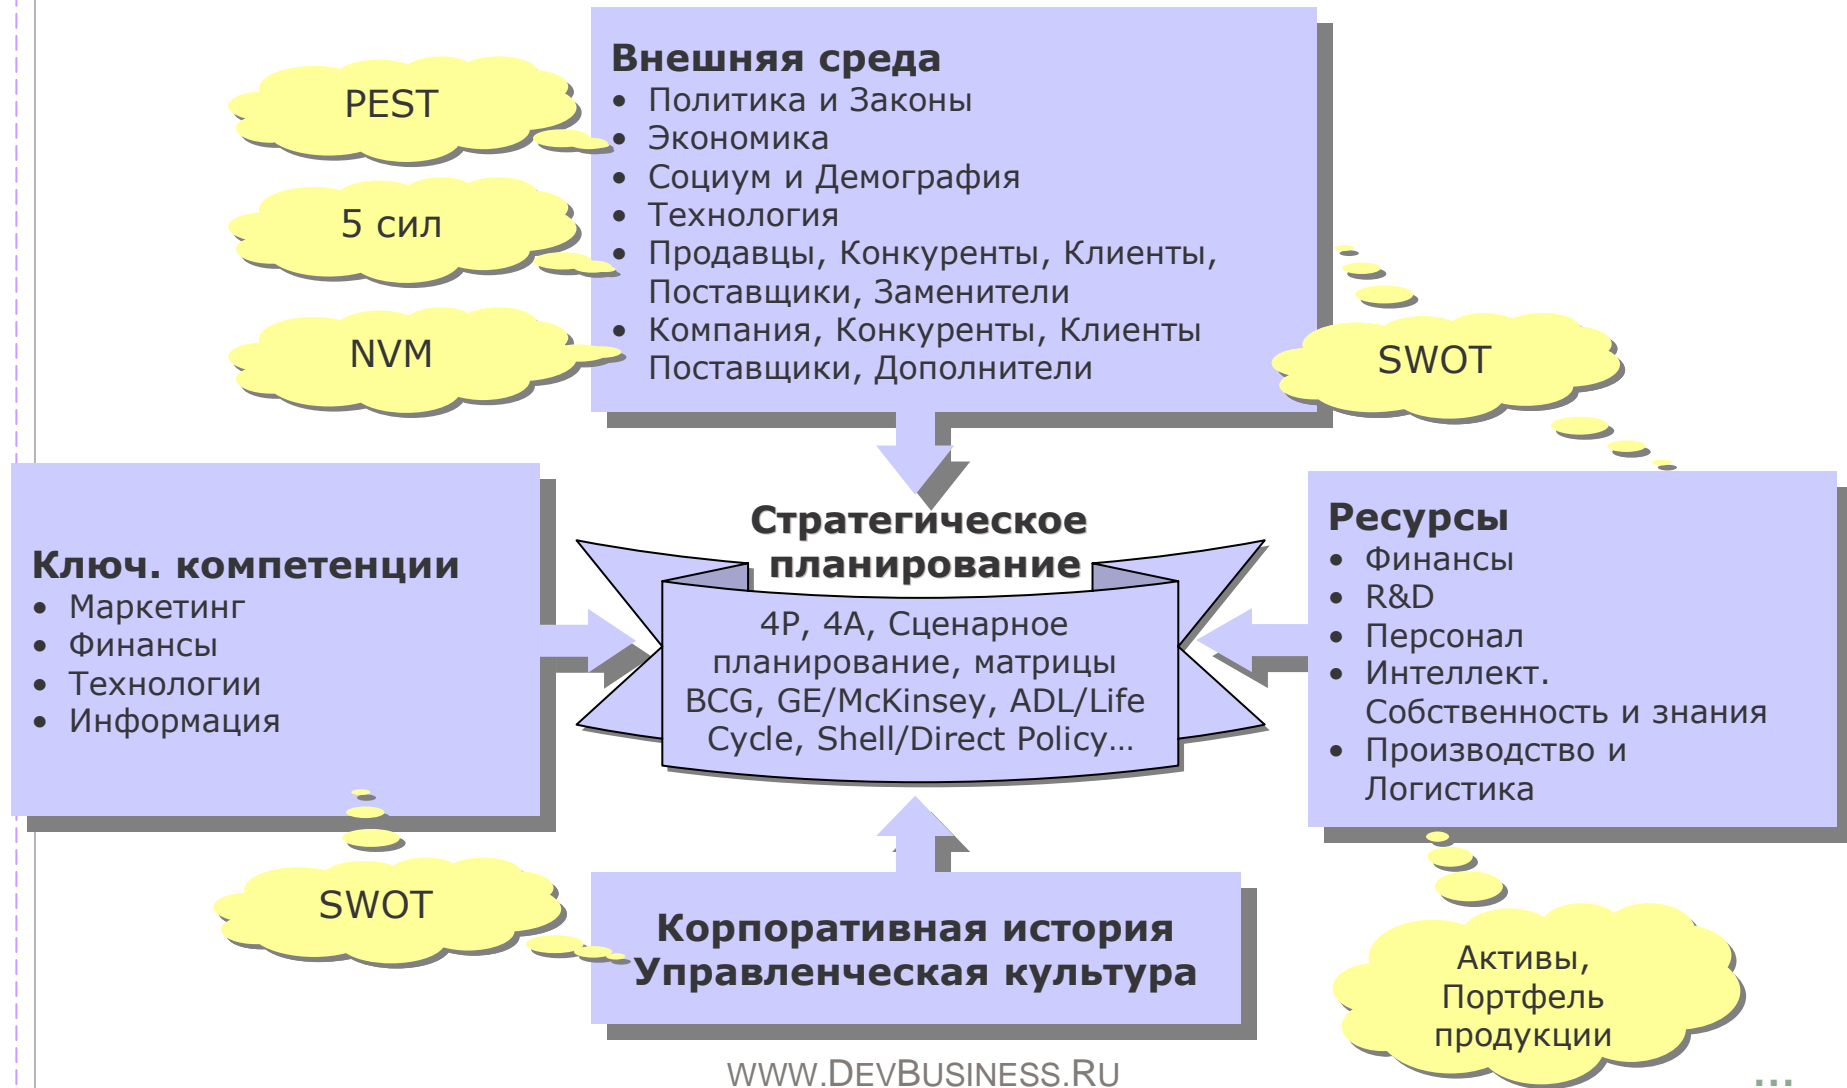 Внешняя среда
• Политика и Законы
• Экономика
• Социум и Демография
• Технология
• Продавцы, Конкуренты, Клиенты,
Поставщики, Заменители
• Компания, Конкуренты, Клиенты
Поставщики, Дополнители
PEST
5 сил
NVM
SWOT
Ключ. компетенции
• Маркетинг
• Финансы
• Технологии
• Информация
Стратегическое
планирование
4P, 4A, Сценарное
планирование, матрицы
BCG, GE/McKinsey, ADL/Life
Cycle, Shell/Direct Policy…
Ресурсы
• Финансы
• R&D
• Персонал
• Интеллект.
Собственность и знания
• Производство и
Логистика
SWOT
Корпоративная история
Управленческая культура
Активы,
Портфель
продукции
WWW.DEVBUSINESS.RU
…